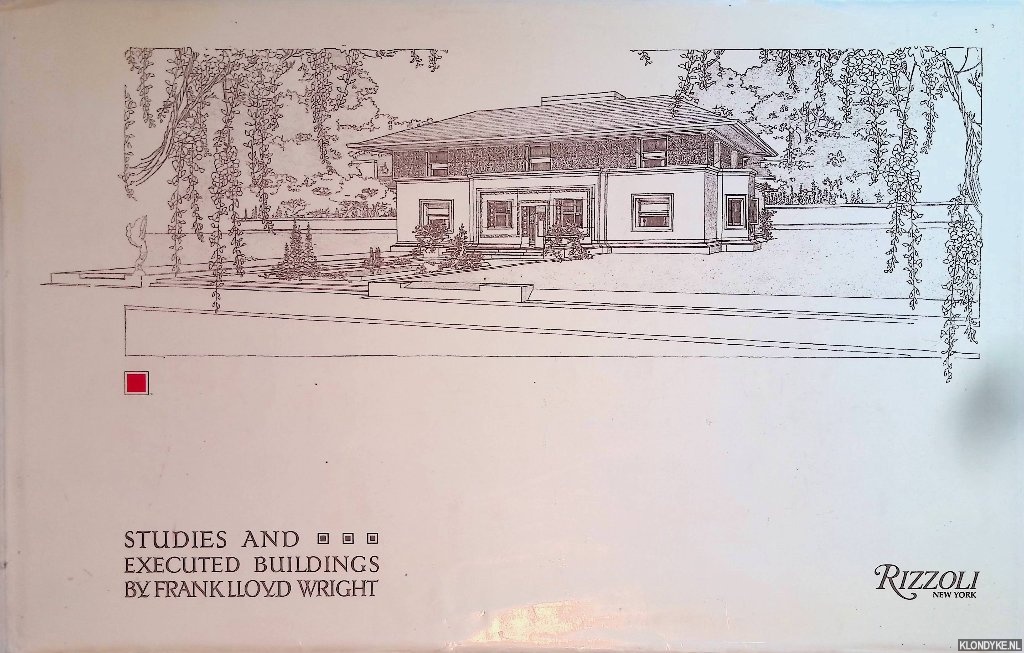 STUDIES AND
EXECUTED BUILDINGS
BY FRANK LLOYD WRIGHT
RIZZOLI
NEW YORK
KLONDYKE.NL